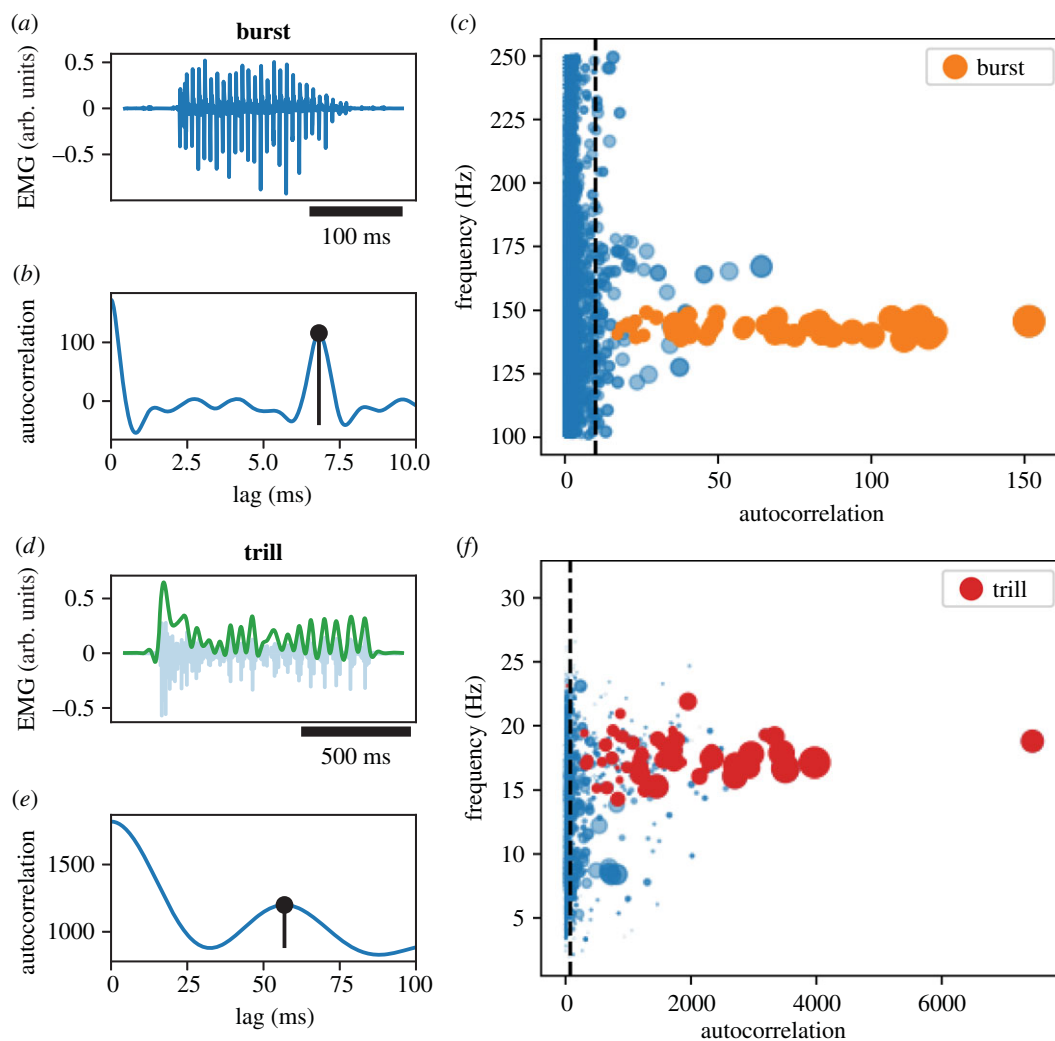 (a)
burst
EMG (arb. units)
0.5
0
–0.5
100 ms
(b)
autocorrelation
100
0
0 2.5 5.0 7.5 10.0
lag (ms)
(c)
frequency (Hz)
250
225
200
175
150
125
100
burst
0 50 100 150
autocorrelation
(d)
trill
EMG (arb. units)
0.5
0
–0.5
500 ms
(e)
autocorrelation
1500
1000
0 25 50 75 100
lag (ms)
(f)
frequency (Hz)
30
25
20
15
10
5
trill
0 2000 4000 6000
autocorrelation